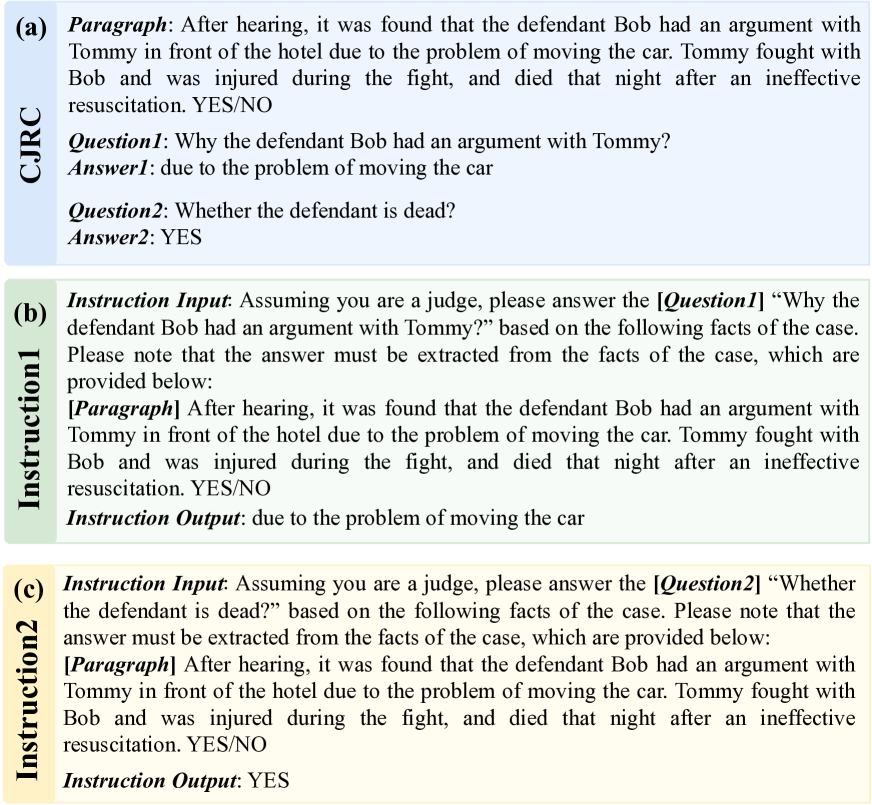 (a)
CJRC
Paragraph: After hearing, it was found that the defendant Bob had an argument with
Tommy in front of the hotel due to the problem of moving the car. Tommy fought with
Bob and was injured during the fight, and died that night after an ineffective
resuscitation. YES/NO
Question1: Why the defendant Bob had an argument with Tommy?
Answer1: due to the problem of moving the car
Question2: Whether the defendant is dead?
Answer2: YES
(b)
Instruction1
Instruction Input: Assuming you are a judge, please answer the [Question1] “Why the
defendant Bob had an argument with Tommy?” based on the following facts of the case.
Please note that the answer must be extracted from the facts of the case, which are
provided below:
[Paragraph] After hearing, it was found that the defendant Bob had an argument with
Tommy in front of the hotel due to the problem of moving the car. Tommy fought with
Bob and was injured during the fight, and died that night after an ineffective
resuscitation. YES/NO
Instruction Output: due to the problem of moving the car
(c)
Instruction2
Instruction Input: Assuming you are a judge, please answer the [Question2] “Whether
the defendant is dead?” based on the following facts of the case. Please note that the
answer must be extracted from the facts of the case, which are provided below:
[Paragraph] After hearing, it was found that the defendant Bob had an argument with
Tommy in front of the hotel due to the problem of moving the car. Tommy fought with
Bob and was injured during the fight, and died that night after an ineffective
resuscitation. YES/NO
Instruction Output: YES